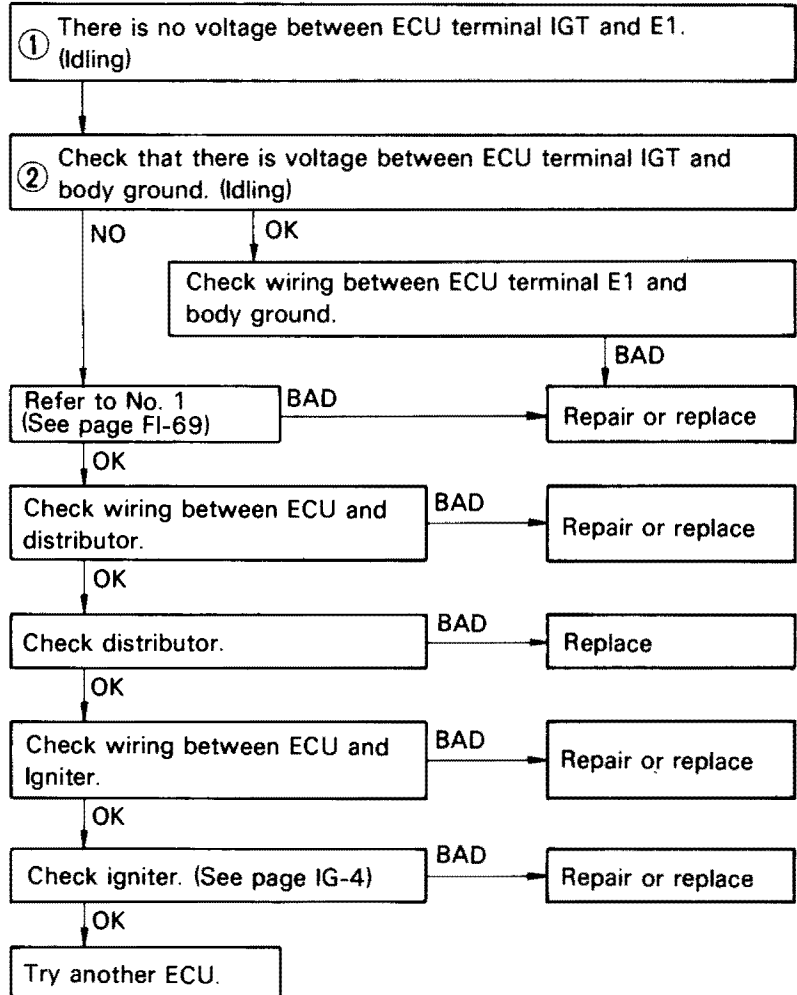 ① There is no voltage between ECU terminal IGT and E1.
(Idling)
② Check that there is voltage between ECU terminal IGT and
body ground. (Idling)
NO
OK
Check wiring between ECU terminal E1 and
body ground.
BAD
Refer to No. 1
(See page FI-69)
BAD
Repair or replace
OK
Check wiring between ECU and
distributor.
BAD
Repair or replace
OK
Check distributor.
BAD
Replace
OK
Check wiring between ECU and
Igniter.
BAD
Repair or replace
OK
Check igniter. (See page IG-4)
BAD
Repair or replace
OK
Try another ECU.